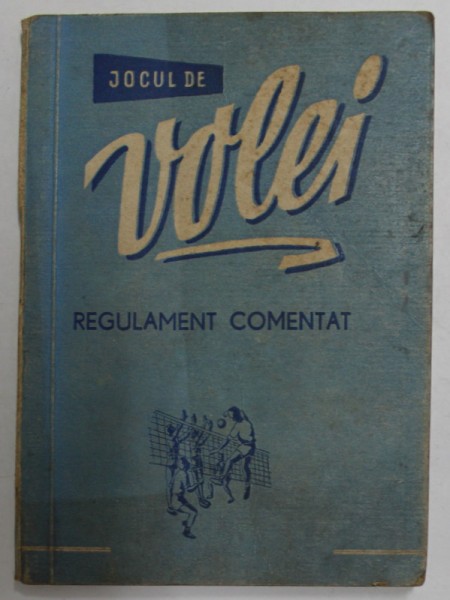 JOCUL DE
Volei
REGULAMENT COMENTAT